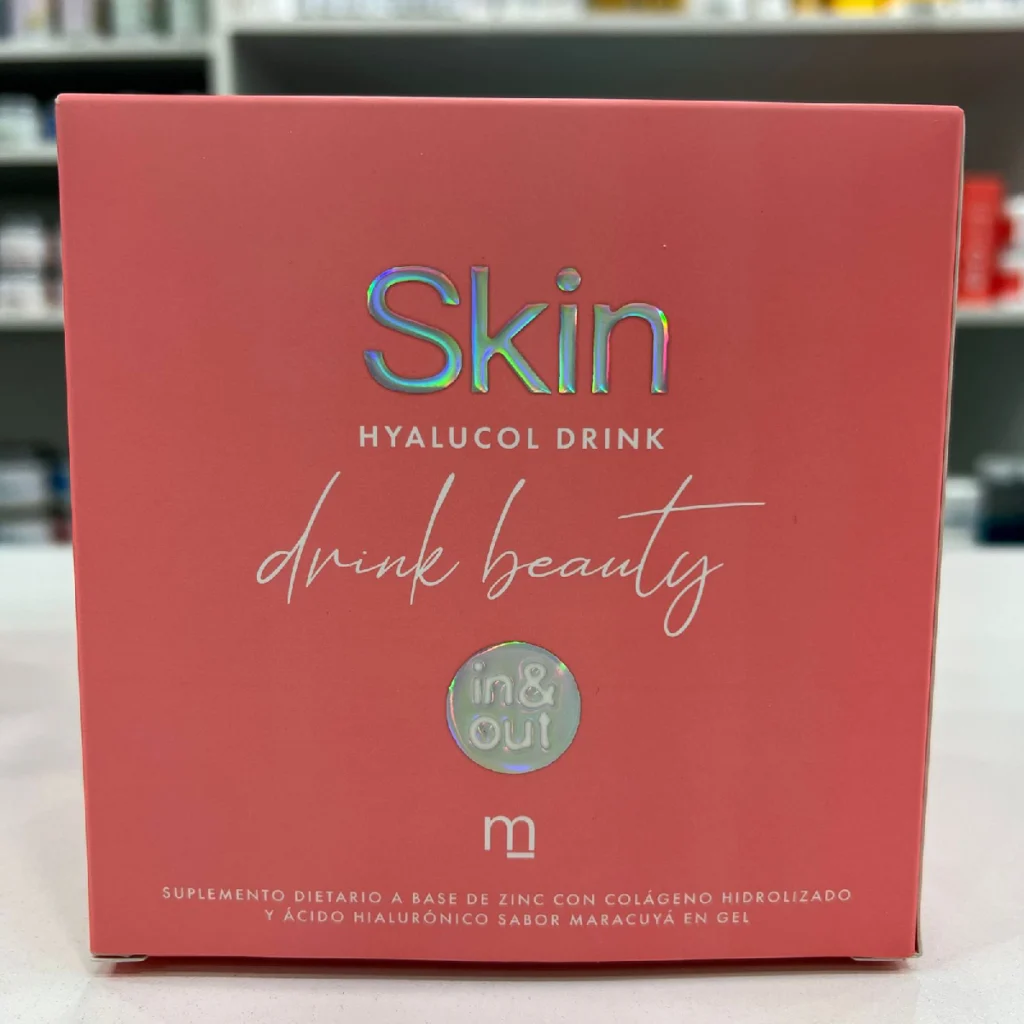 Skin
HYALUCOL DRINK
drink beauty
in&
out
m
SUPLEMENTO DIETARIO A BASE DE ZINC CON COLÁGENO HIDROLIZADO
Y ÁCIDO HIALURÓNICO SABOR MARACUYÁ EN GEL